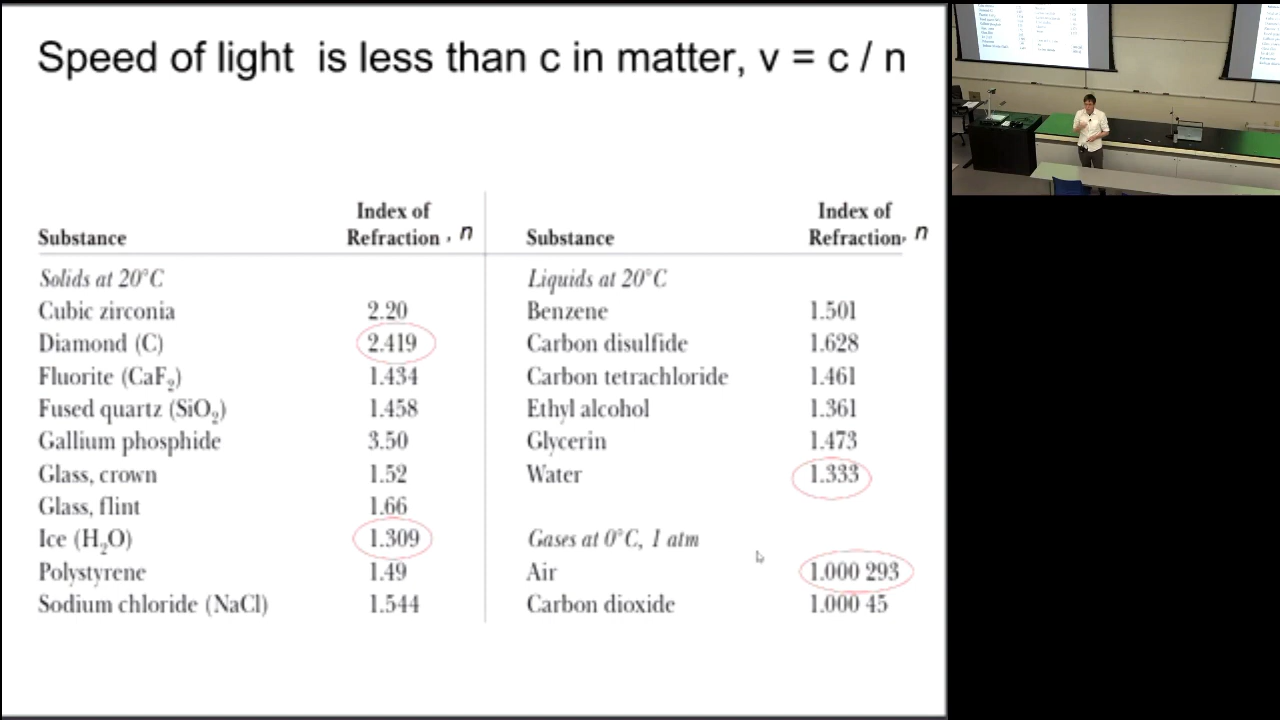 Speed of light is less than c in matter, v = c / n
Substance Index of Refraction, n
Solids at 20°C
Cubic zirconia 2.20
Diamond (C) 2.419
Fluorite (CaF₂) 1.434
Fused quartz (SiO₂) 1.458
Gallium phosphide 3.50
Glass, crown 1.52
Glass, flint 1.66
Ice (H₂O) 1.309
Polystyrene 1.49
Sodium chloride (NaCl) 1.544
Substance Index of Refraction, n
Liquids at 20°C
Benzene 1.501
Carbon disulfide 1.628
Carbon tetrachloride 1.461
Ethyl alcohol 1.361
Glycerin 1.473
Water 1.333
Gases at 0°C, 1 atm
Air 1.000 293
Carbon dioxide 1.000 45